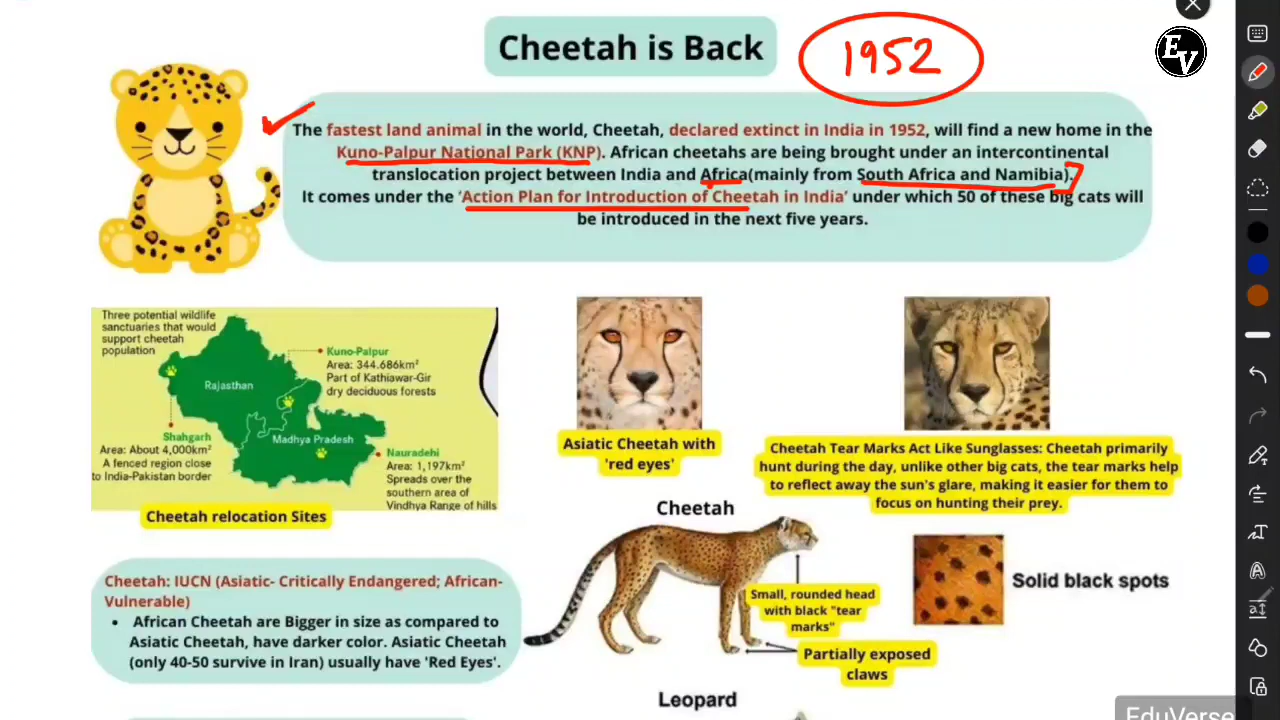 Cheetah is Back
1952
EV
The fastest land animal in the world, Cheetah, declared extinct in India in 1952, will find a new home in the
Kuno-Palpur National Park (KNP). African cheetahs are being brought under an intercontinental
translocation project between India and Africa(mainly from South Africa and Namibia).
It comes under the 'Action Plan for Introduction of Cheetah in India' under which 50 of these big cats will
be introduced in the next five years.
Three potential wildlife
sanctuaries that would
support cheetah
population
Kuno-Palpur
Area: 344.686km²
Part of Kathiawar-Gir
dry deciduous forests
Rajasthan
Madhya Pradesh
Shahgarh
Area: About 4,000km²
A fenced region close
to India-Pakistan border
Nauradehi
Area: 1,197km²
Spreads over the
southern area of
Vindhya Range of hills
Cheetah relocation Sites
Asiatic Cheetah with
'red eyes'
Cheetah Tear Marks Act Like Sunglasses: Cheetah primarily
hunt during the day, unlike other big cats, the tear marks help
to reflect away the sun's glare, making it easier for them to
focus on hunting their prey.
Cheetah
Small, rounded head
with black "tear
marks"
Partially exposed
claws
Solid black spots
Cheetah: IUCN (Asiatic- Critically Endangered; African-
Vulnerable)
• African Cheetah are Bigger in size as compared to
Asiatic Cheetah, have darker color. Asiatic Cheetah
(only 40-50 survive in Iran) usually have 'Red Eyes'.
Leopard
EduVerse